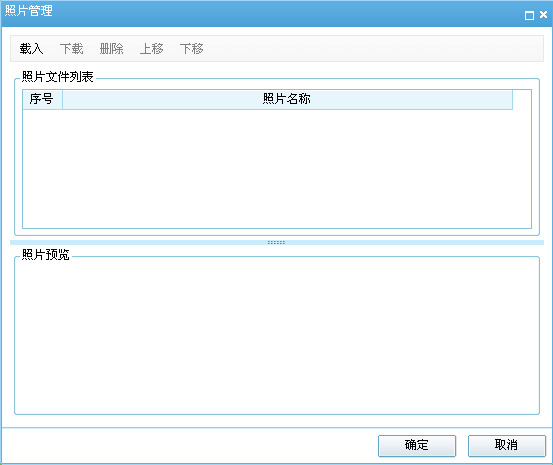 照片管理
载入 下载 删除 上移 下移
照片文件列表
序号 照片名称
照片预览
确定 取消